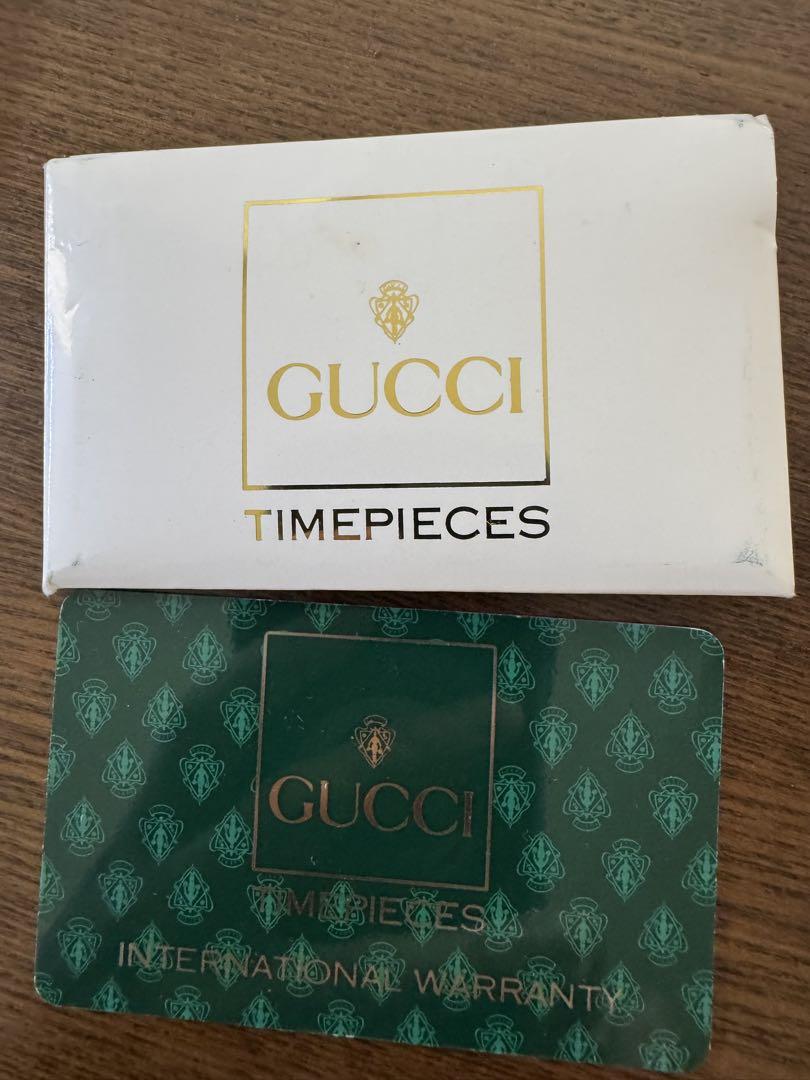 GUCCI
TIMEPIECES
GUCCI
TIMEPIECES
INTERNATIONAL WARRANTY